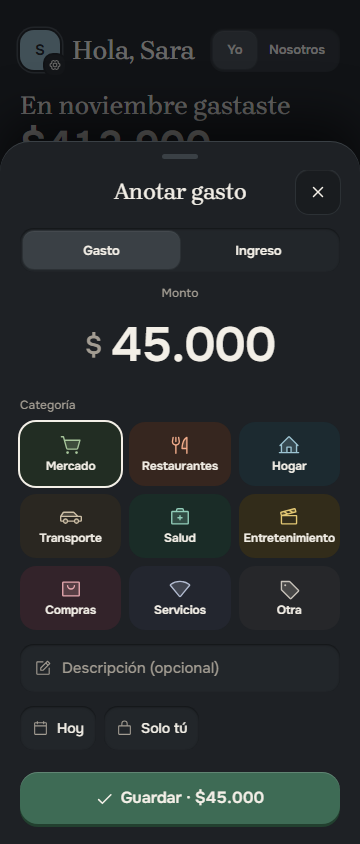 S
Hola, Sara
Yo
Nosotros
En noviembre gastaste
Anotar gasto
Gasto
Ingreso
Monto
$ 45.000
Categoría
Mercado
Restaurantes
Hogar
Transporte
Salud
Entretenimiento
Compras
Servicios
Otra
Descripción (opcional)
Hoy
Solo tú
Guardar · $45.000